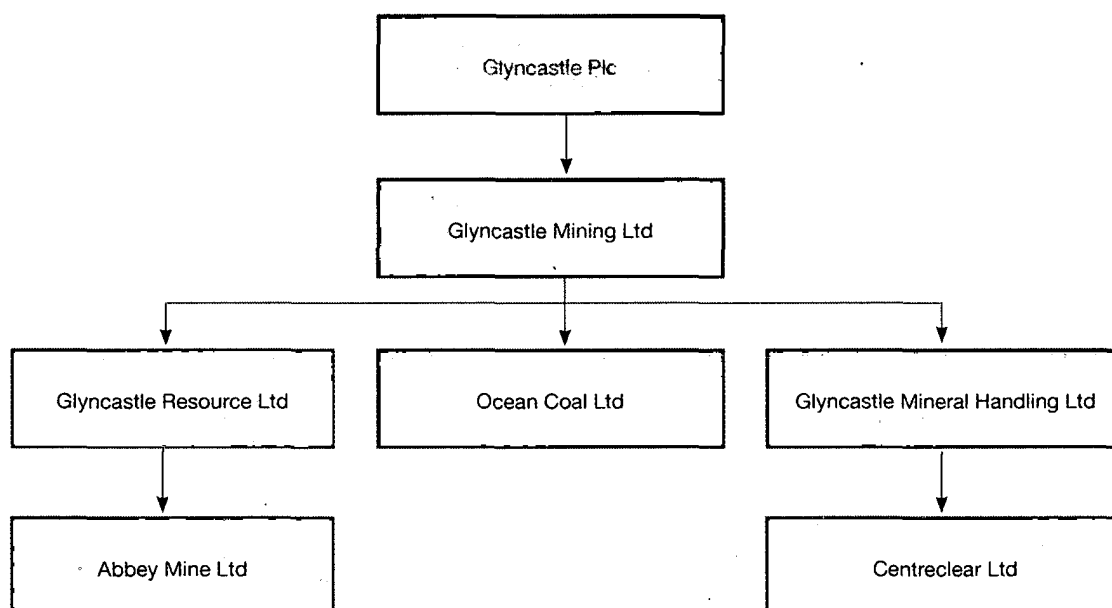 Glyncastle Plc
Glyncastle Mining Ltd
Glyncastle Resource Ltd
Ocean Coal Ltd
Glyncastle Mineral Handling Ltd
Abbey Mine Ltd
Centreclear Ltd